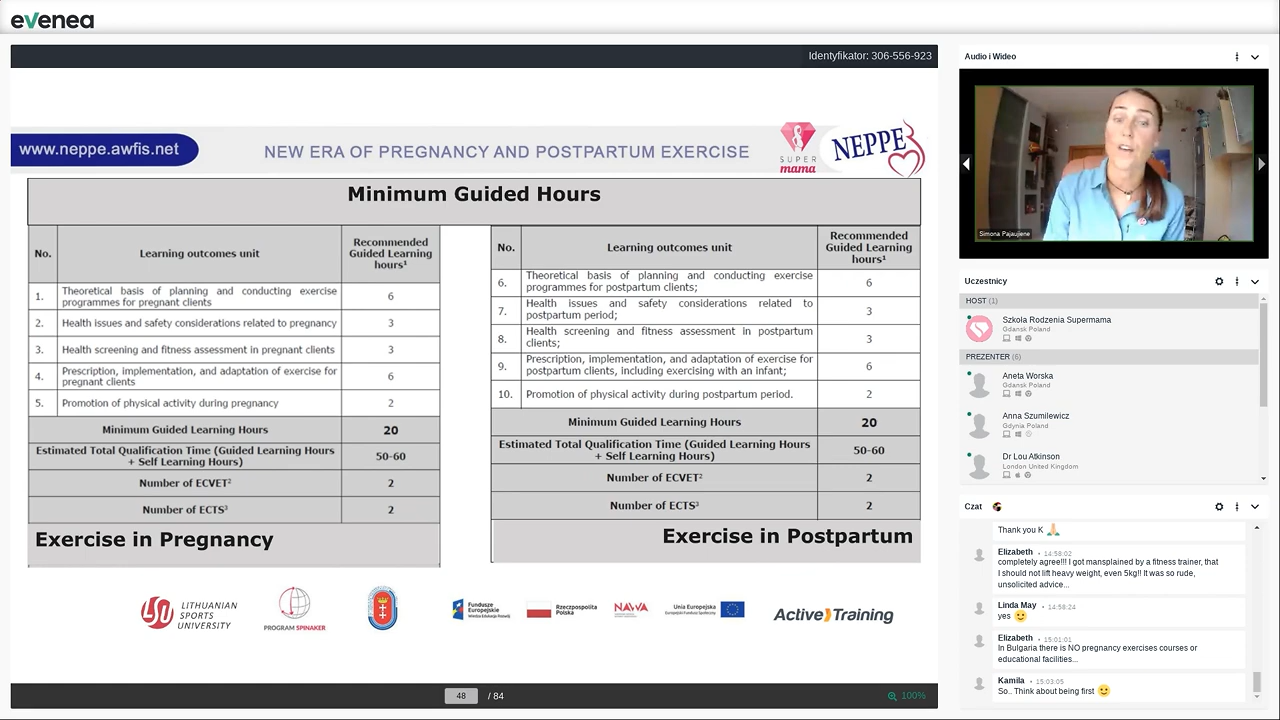 evenea
Identyfikator: 306-556-923
www.neppe.awfis.net
NEW ERA OF PREGNANCY AND POSTPARTUM EXERCISE
SUPER
mama
NEPPE
Minimum Guided Hours
No.
Learning outcomes unit
Recommended
Guided Learning
hours¹
1.
Theoretical basis of planning and conducting exercise
programmes for pregnant clients
6
2.
Health issues and safety considerations related to pregnancy
3
3.
Health screening and fitness assessment in pregnant clients
3
4.
Prescription, implementation, and adaptation of exercise for
pregnant clients
6
5.
Promotion of physical activity during pregnancy
2
Minimum Guided Learning Hours
20
Estimated Total Qualification Time (Guided Learning Hours
+ Self Learning Hours)
50-60
Number of ECVET²
2
Number of ECTS³
2
Exercise in Pregnancy
No.
Learning outcomes unit
Recommended
Guided Learning
hours¹
6.
Theoretical basis of planning and conducting exercise
programmes for postpartum clients;
6
7.
Health issues and safety considerations related to
postpartum period;
3
8.
Health screening and fitness assessment in postpartum
clients;
3
9.
Prescription, implementation, and adaptation of exercise for
postpartum clients, including exercising with an infant;
6
10.
Promotion of physical activity during postpartum period.
2
Minimum Guided Learning Hours
20
Estimated Total Qualification Time (Guided Learning Hours
+ Self Learning Hours)
50-60
Number of ECVET²
2
Number of ECTS³
2
Exercise in Postpartum
LITHUANIAN
SPORTS
UNIVERSITY
PROGRAM SPINAKER
Fundusze
Europejskie
Wiedza Edukacja Rozwój
Rzeczpospolita
Polska
NAWA
Unia Europejska
Europejski Fundusz Społeczny
Active Training
48 / 84
100%
Audio i Wideo
Simona Pajaujiene
Uczestnicy
HOST (1)
Szkoła Rodzenia Supermama
Gdansk Poland
PREZENTER (6)
Aneta Worska
Gdansk Poland
Anna Szumilewicz
Gdynia Poland
Dr Lou Atkinson
London United Kingdom
Czat
Thank you K 🙏🏻
Elizabeth • 14:58:02
completely agree!!! I got mansplained by a fitness trainer, that
I should not lift heavy weight, even 5kg!! It was so rude,
unsolicited advice...
Linda May • 14:58:24
yes 🙂
Elizabeth • 15:01:01
In Bulgaria there is NO pregnancy exercises courses or
educational facilities...
Kamila • 15:03:05
So.. Think about being first 🙂